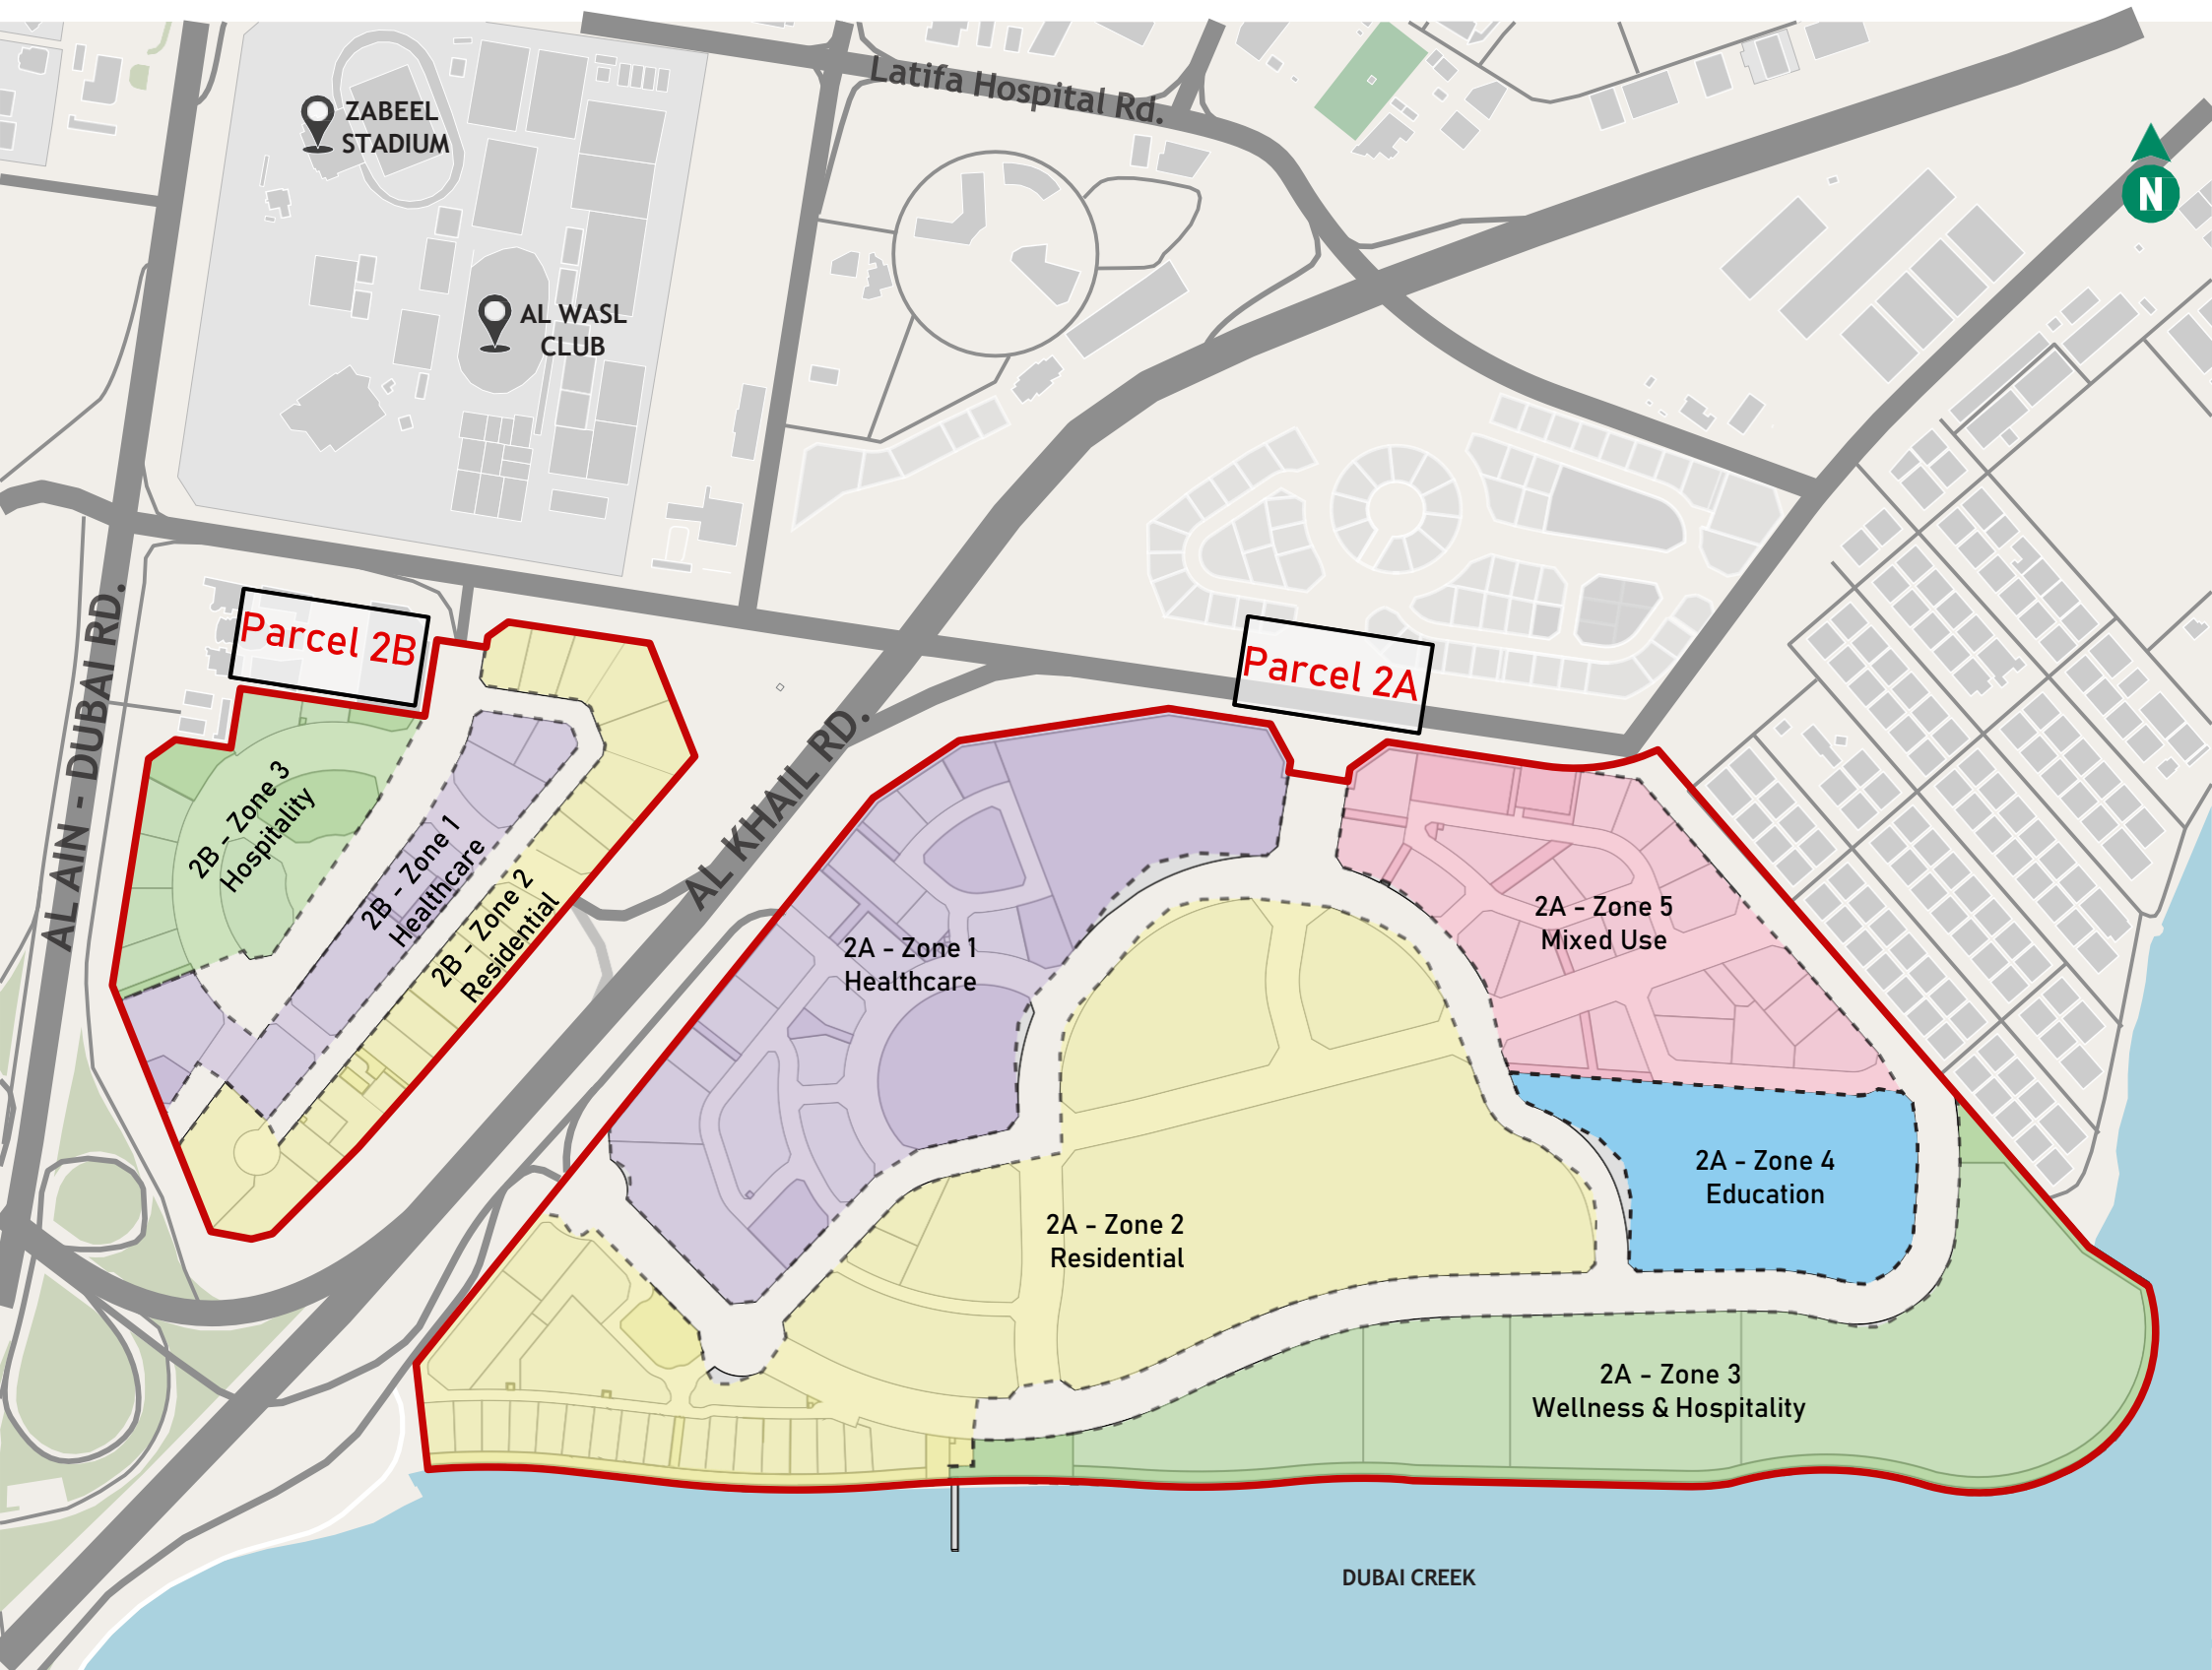 Latifa Hospital Rd.
ZABEEL
STADIUM
N
AL WASL
CLUB
AL AIN - DUBAI RD.
Parcel 2B
Parcel 2A
AL KHAIL RD.
2B - Zone 3
Hospitality
2B - Zone 1
Healthcare
2B - Zone 2
Residential
2A - Zone 1
Healthcare
2A - Zone 5
Mixed Use
2A - Zone 4
Education
2A - Zone 2
Residential
2A - Zone 3
Wellness & Hospitality
DUBAI CREEK